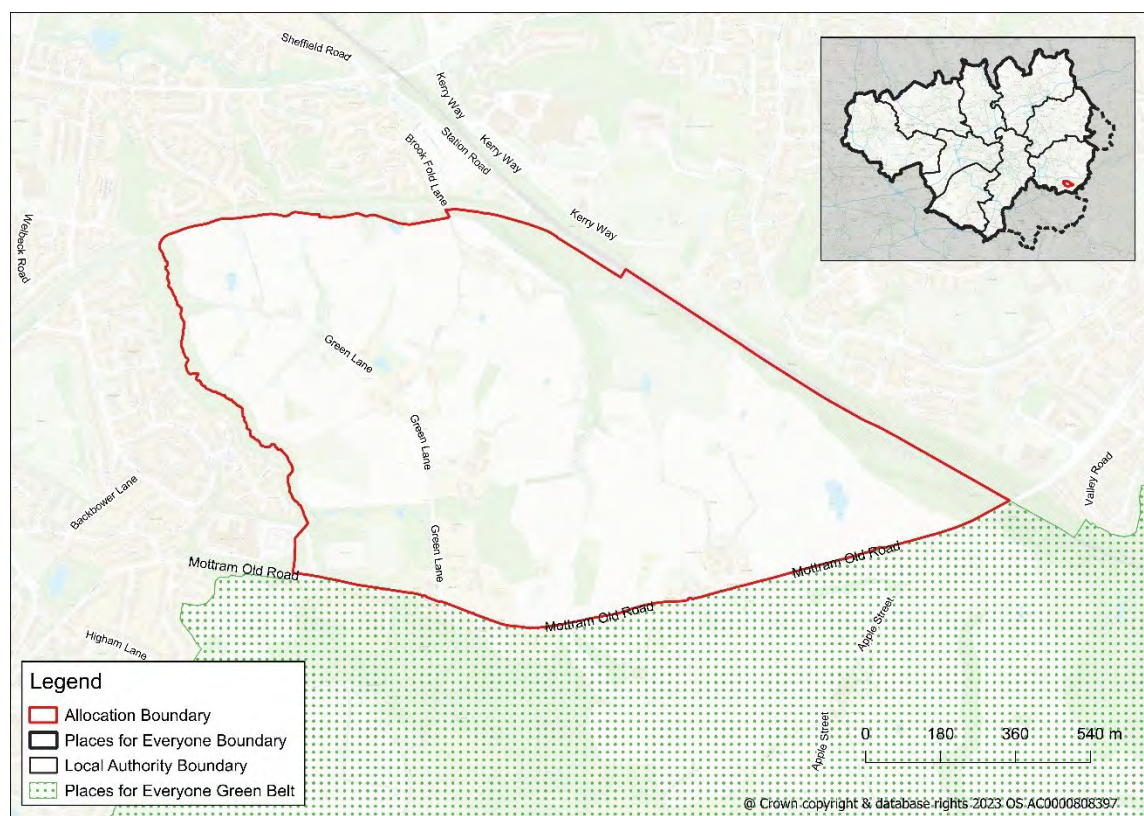 Sheffield Road
Kerry Way
Kerry Way
Station Road
Brook Fold Lane
Kerry Way
Welbeck Road
Green Lane
Green Lane
Backbower Lane
Valley Road
Green Lane
Mottram Old Road
Mottram Old Road
Mottram Old Road
Apple Street
Higham Lane
Apple Street
Legend
Allocation Boundary
Places for Everyone Boundary
Local Authority Boundary
Places for Everyone Green Belt
0 180 360 540 m
@ Crown copyright & database rights 2023 OS AC0000808397.